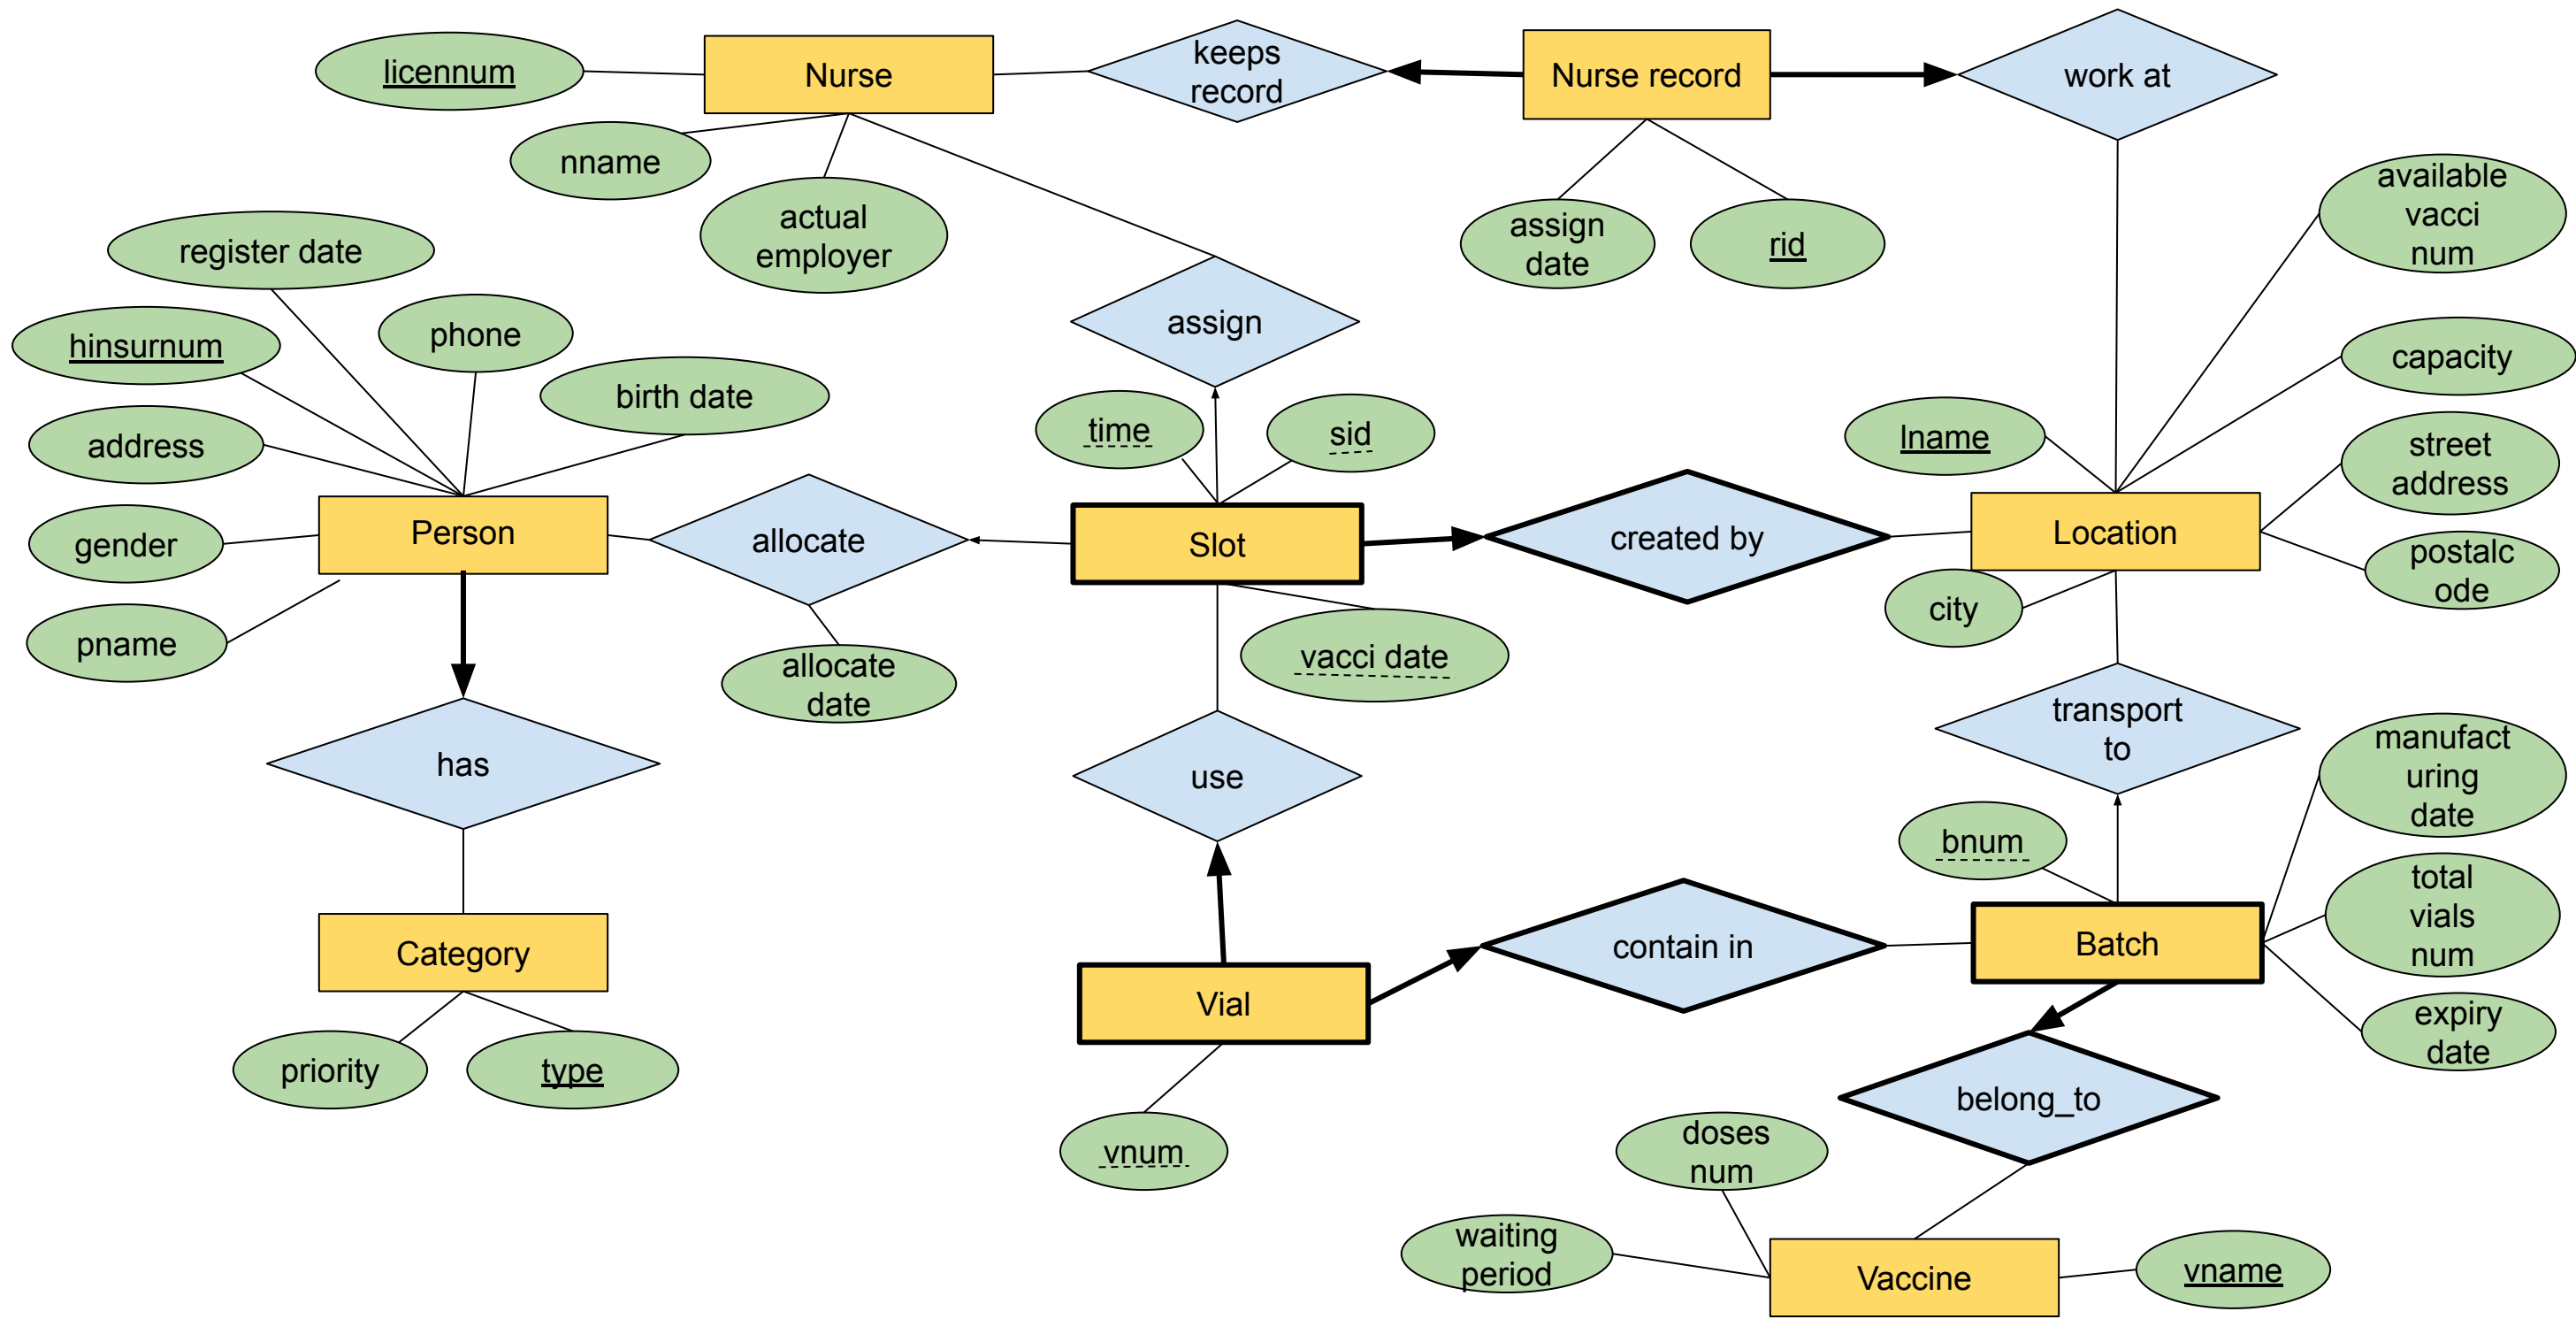 licennum
Nurse
keeps
record
Nurse record
work at
nname
actual
employer
assign
date
rid
available
vacci
num
register date
hinsurnum
phone
birth date
address
gender
pname
Person
assign
time
sid
capacity
lname
street
address
postalc
ode
Location
city
allocate
Slot
created by
allocate
date
vacci date
has
use
transport
to
manufact
uring
date
bnum
total
vials
num
Category
contain in
Batch
Vial
expiry
date
priority
type
belong_to
vnum
doses
num
waiting
period
Vaccine
vname